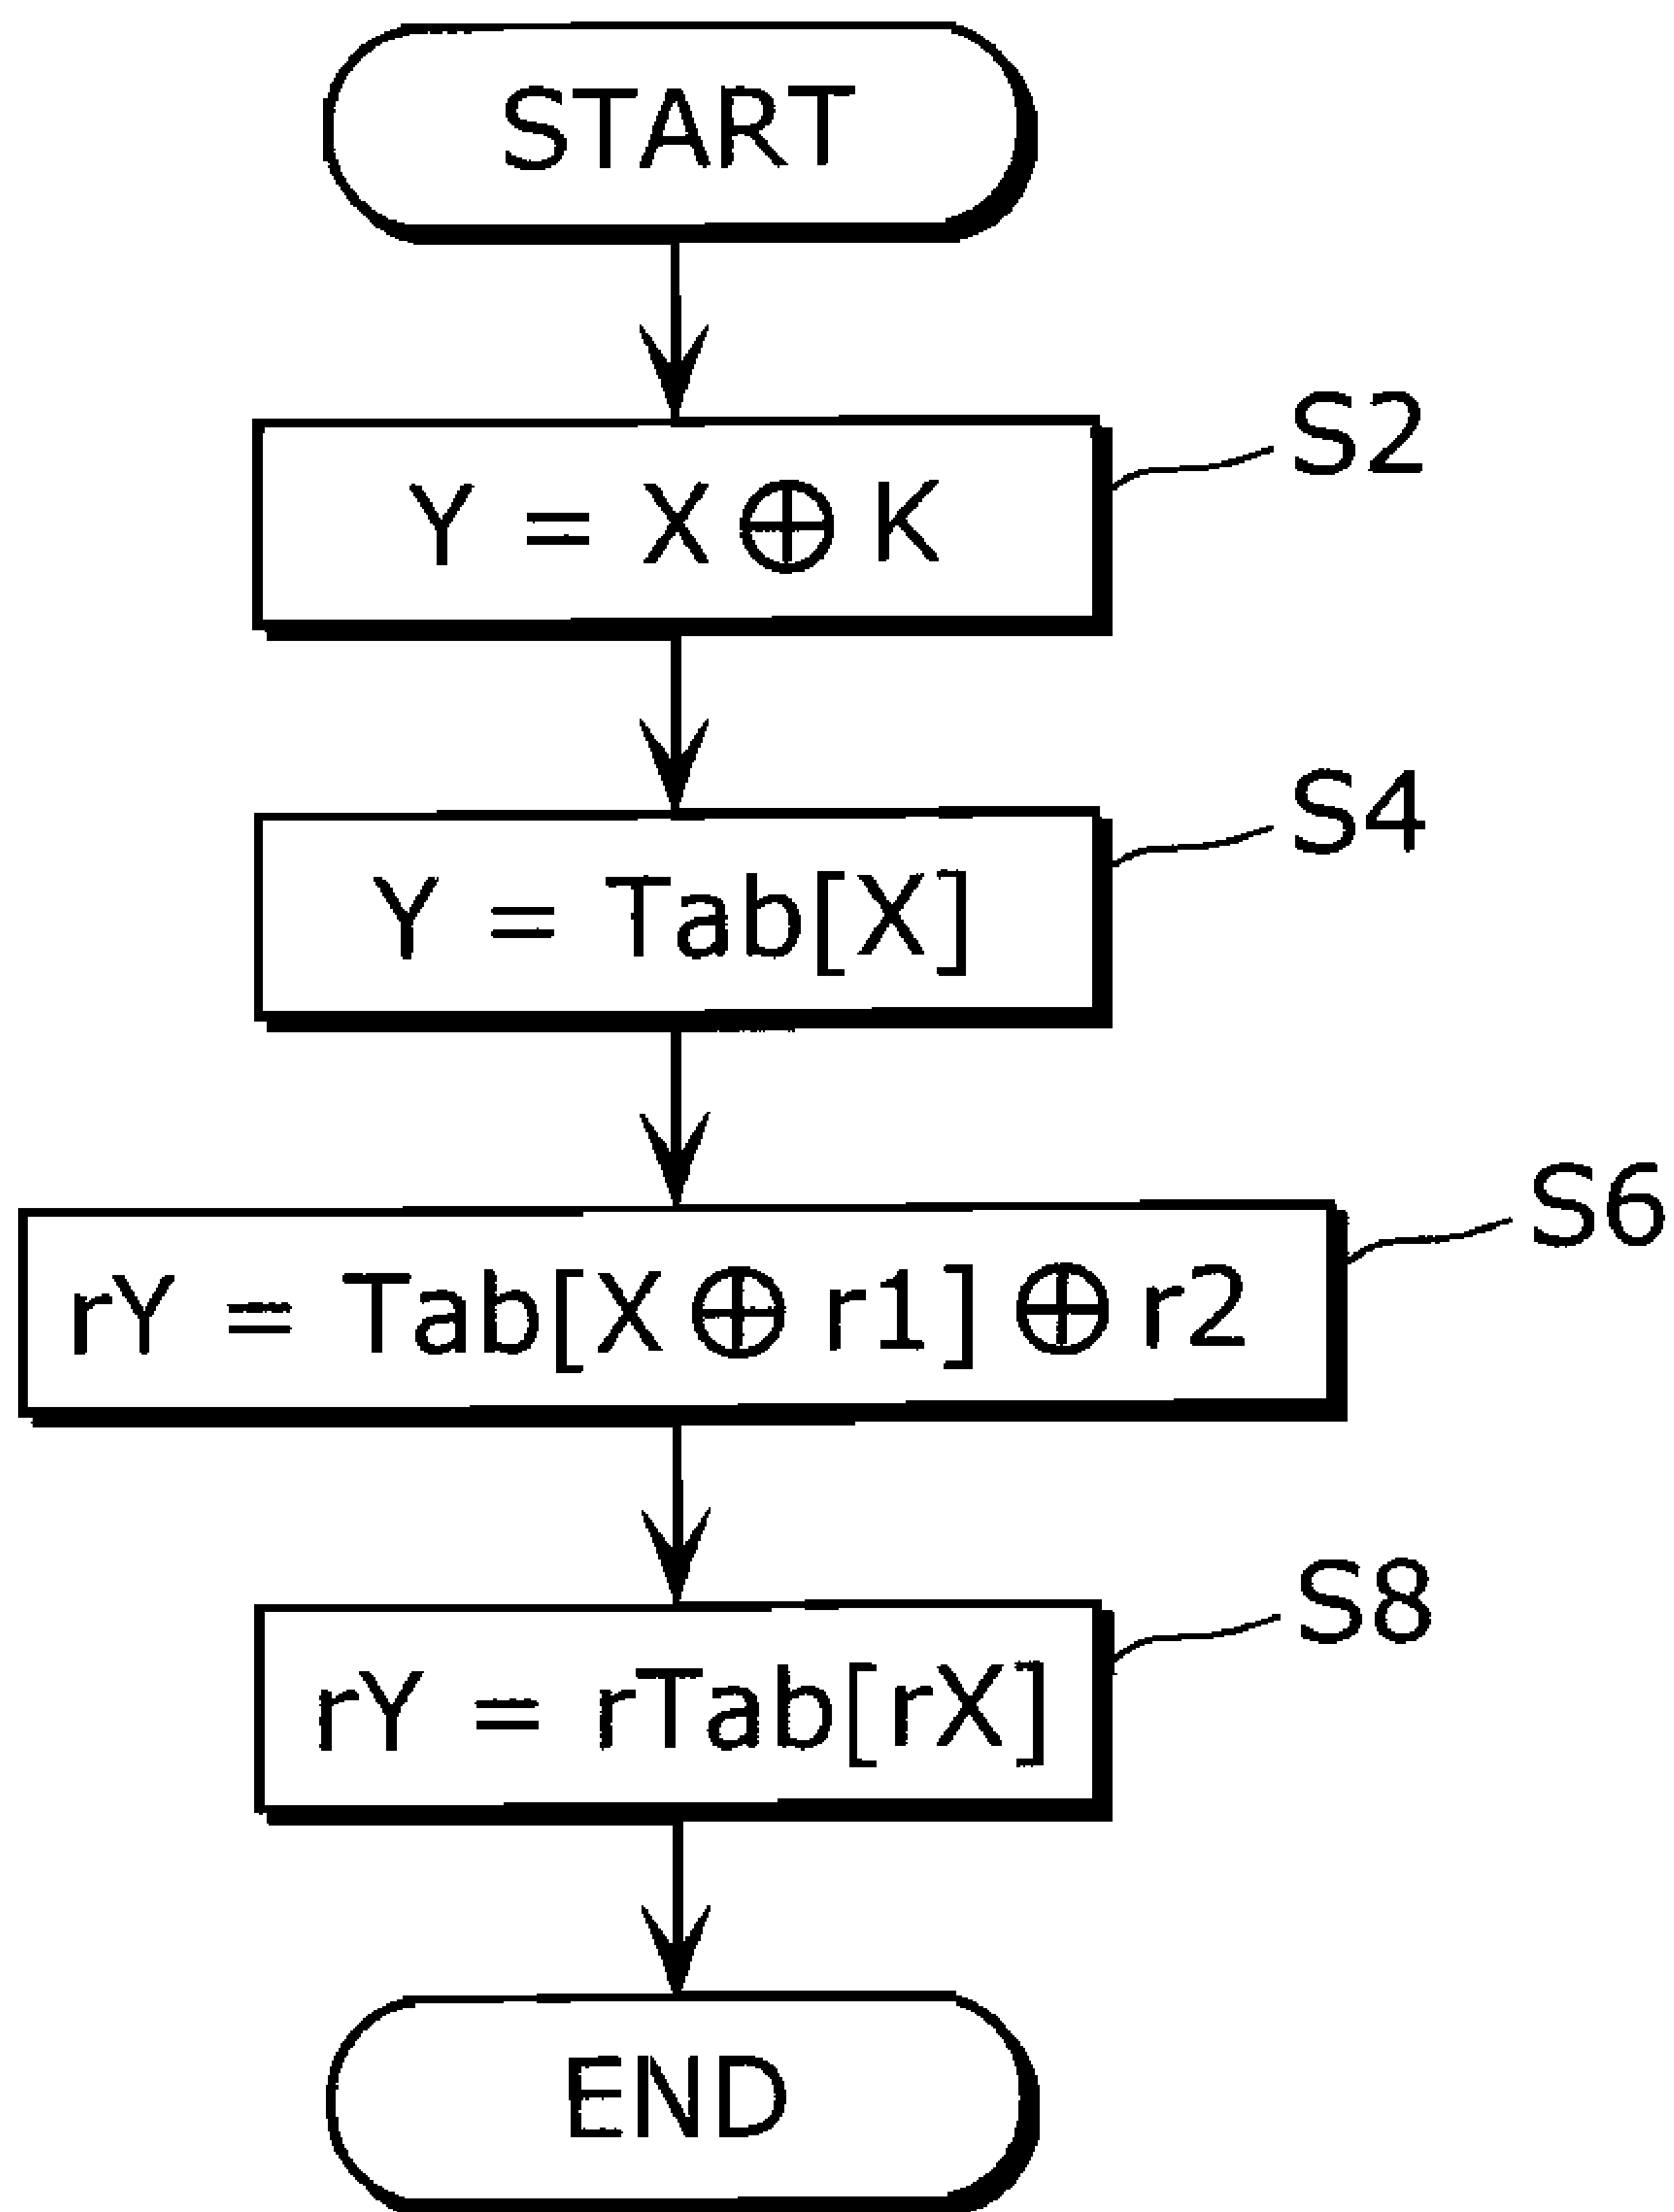 START
S2
Y = X ⊕ K
S4
Y = Tab[X]
S6
rY = Tab[X ⊕ r1] ⊕ r2
S8
rY = rTab[rX]
END